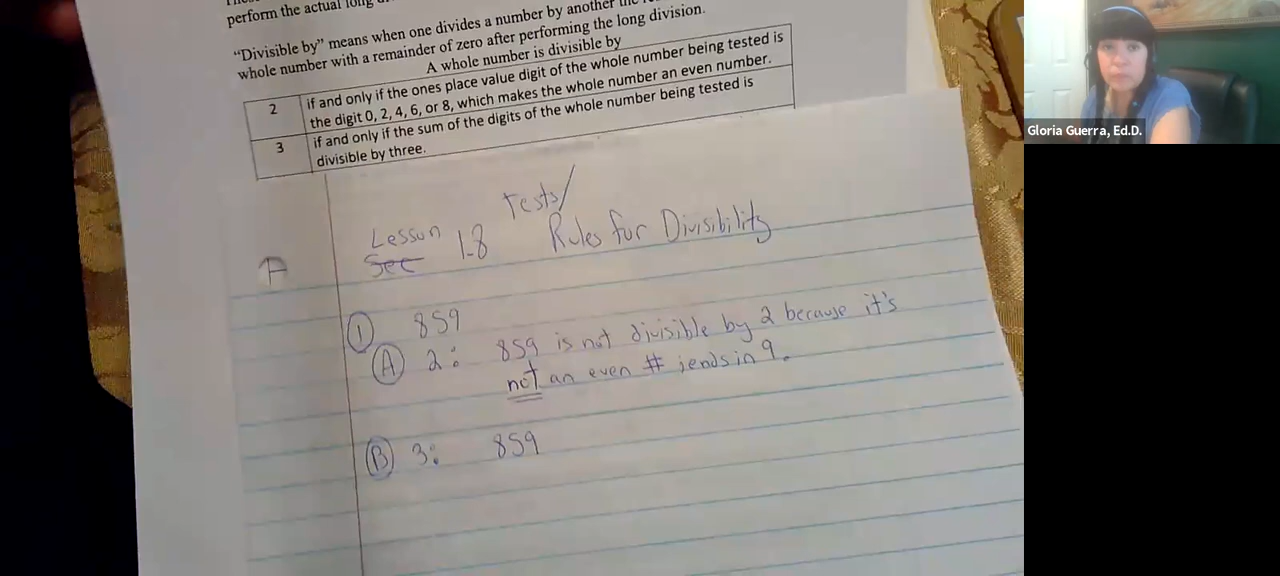 perform the actual long
"Divisible by" means when one divides a number by another the
whole number with a remainder of zero after performing the long division.
A whole number is divisible by
2 if and only if the ones place value digit of the whole number being tested is
the digit 0, 2, 4, 6, or 8, which makes the whole number an even number.
3 if and only if the sum of the digits of the whole number being tested is
divisible by three.
Tests/
Lesson
See 1-8 Rules for Divisibility
① 859
Ⓐ 2: 859 is not divisible by 2 because it's
not an even # ; ends in 9.
Ⓑ 3: 859
Gloria Guerra, Ed.D.